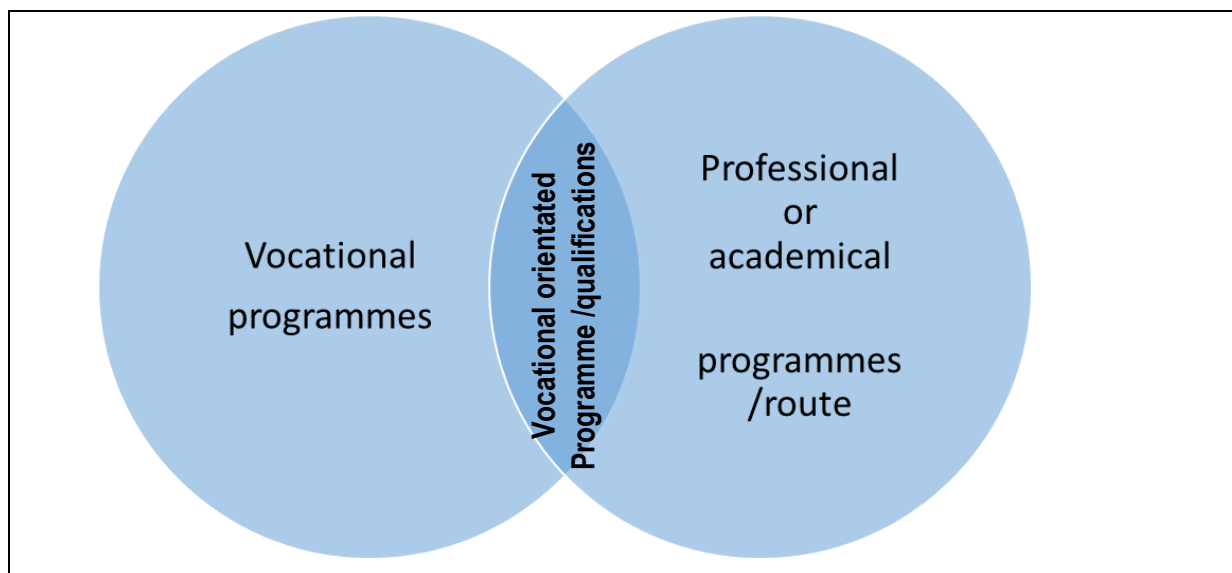 Vocational
programmes
Vocational orientated
Programme /qualifications
Professional
or
academical
programmes
/route